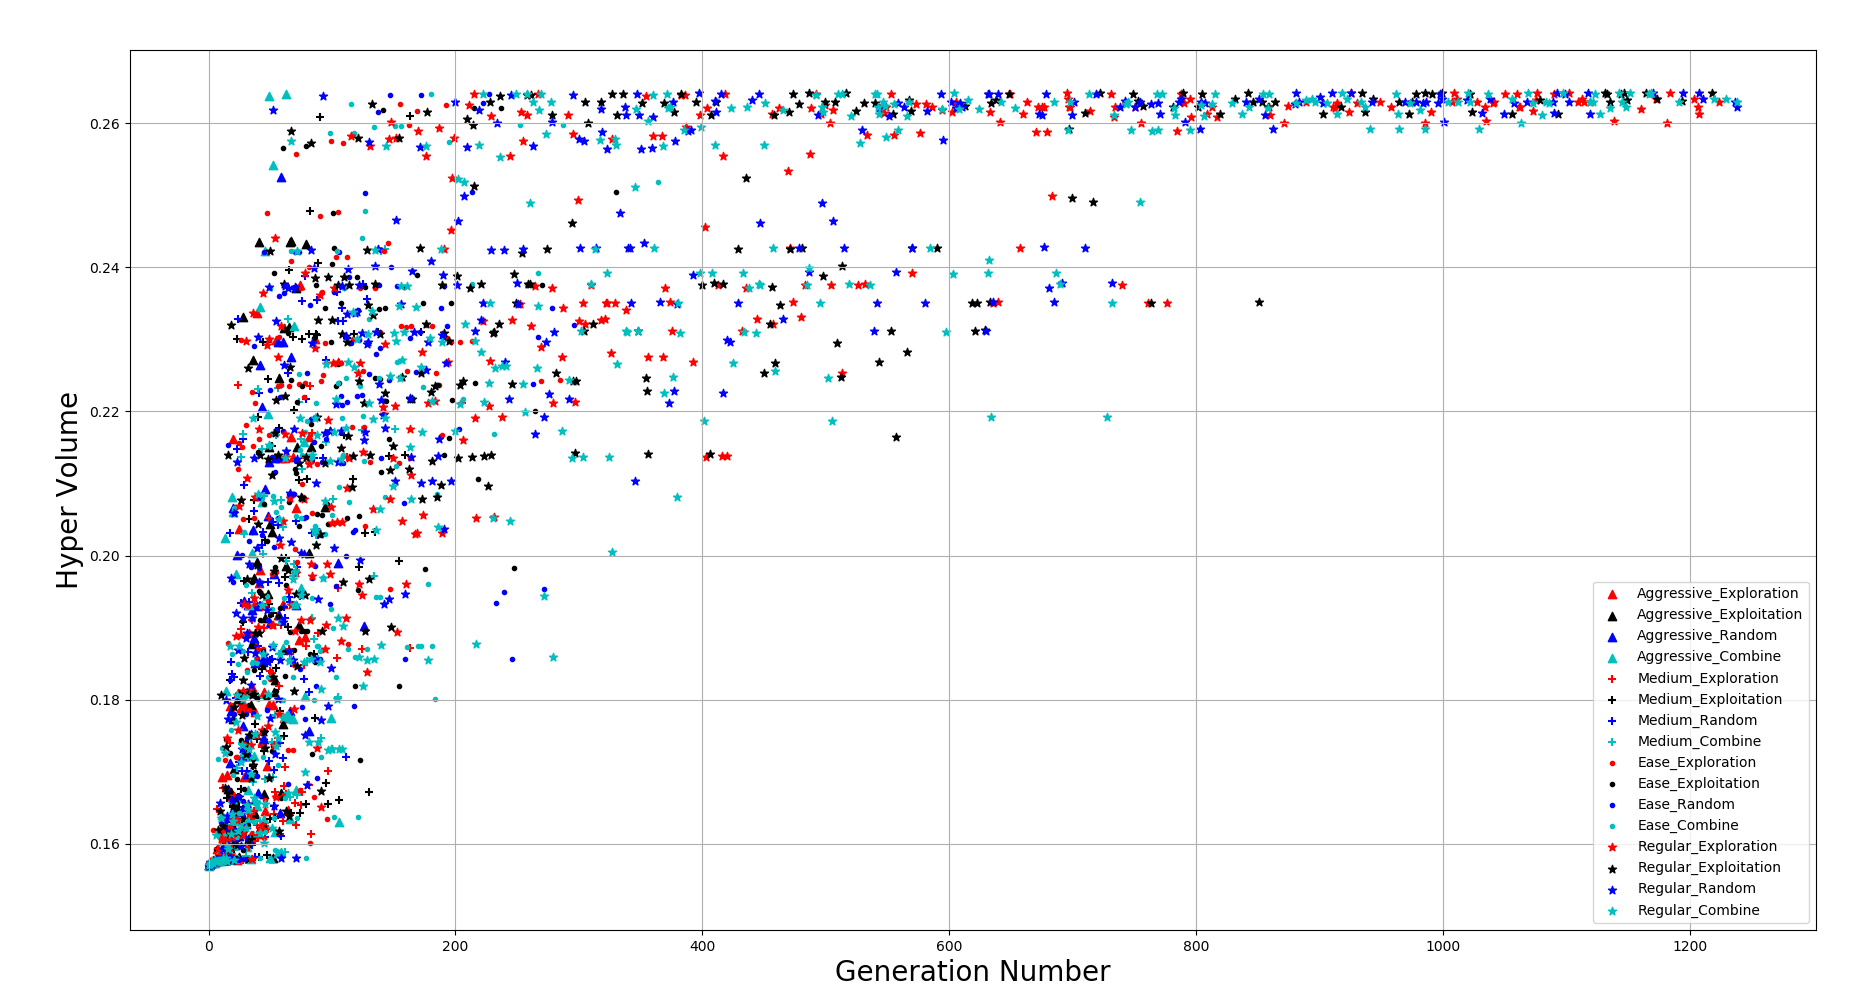 0.26
0.24
0.22
0.20
0.18
0.16
Hyper Volume
0
200
400
600
800
1000
1200
Generation Number
Aggressive_Exploration
Aggressive_Exploitation
Aggressive_Random
Aggressive_Combine
Medium_Exploration
Medium_Exploitation
Medium_Random
Medium_Combine
Ease_Exploration
Ease_Exploitation
Ease_Random
Ease_Combine
Regular_Exploration
Regular_Exploitation
Regular_Random
Regular_Combine